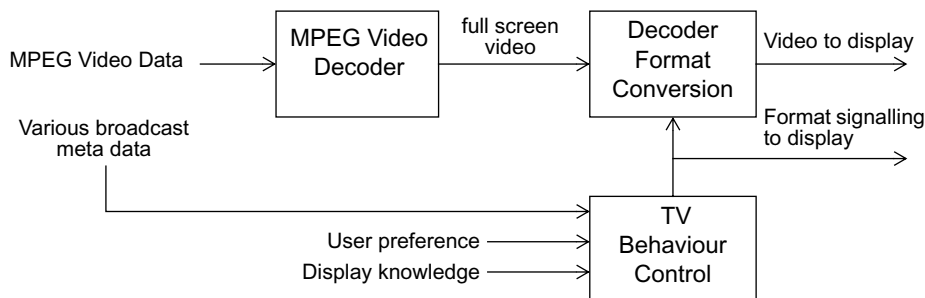 MPEG Video Data
MPEG Video
Decoder
full screen
video
Decoder
Format
Conversion
Video to display
Various broadcast
meta data
Format signalling
to display
TV
Behaviour
Control
User preference
Display knowledge